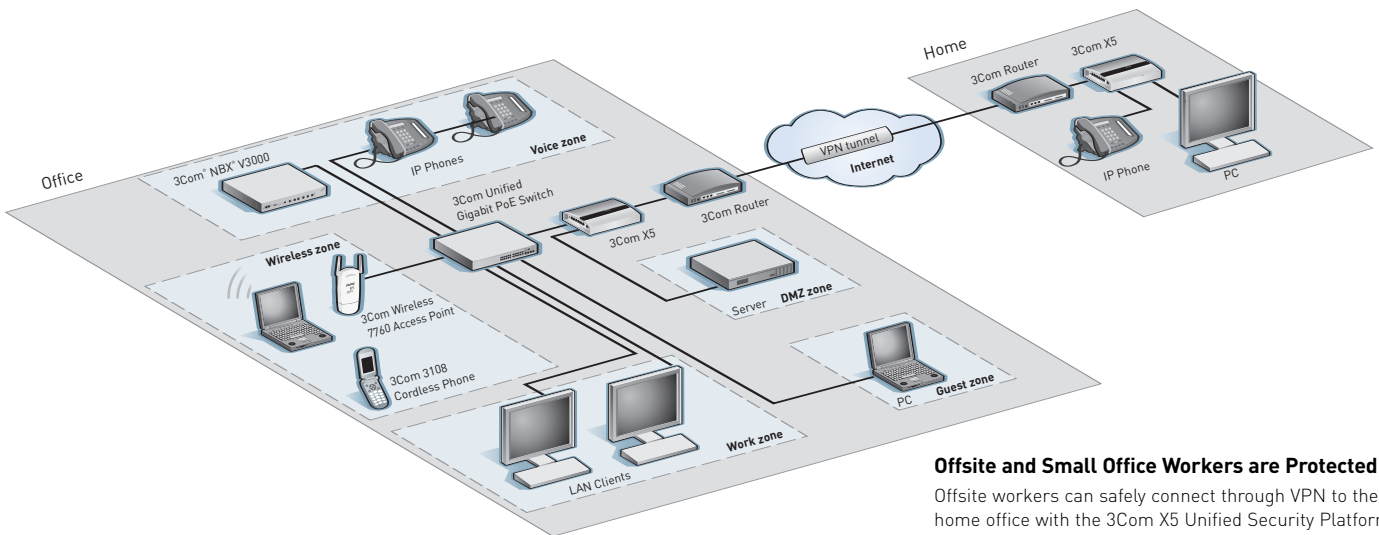 Home
3Com X5
3Com Router
IP Phone
PC
VPN tunnel
Internet
Office
3Com® NBX® V3000
IP Phones
Voice zone
3Com Unified
Gigabit PoE Switch
3Com X5
3Com Router
Wireless zone
3Com Wireless
7760 Access Point
3Com 3108
Cordless Phone
Server
DMZ zone
PC
Guest zone
LAN Clients
Work zone
Offsite and Small Office Workers are Protected
Offsite workers can safely connect through VPN to the
home office with the 3Com X5 Unified Security Platform